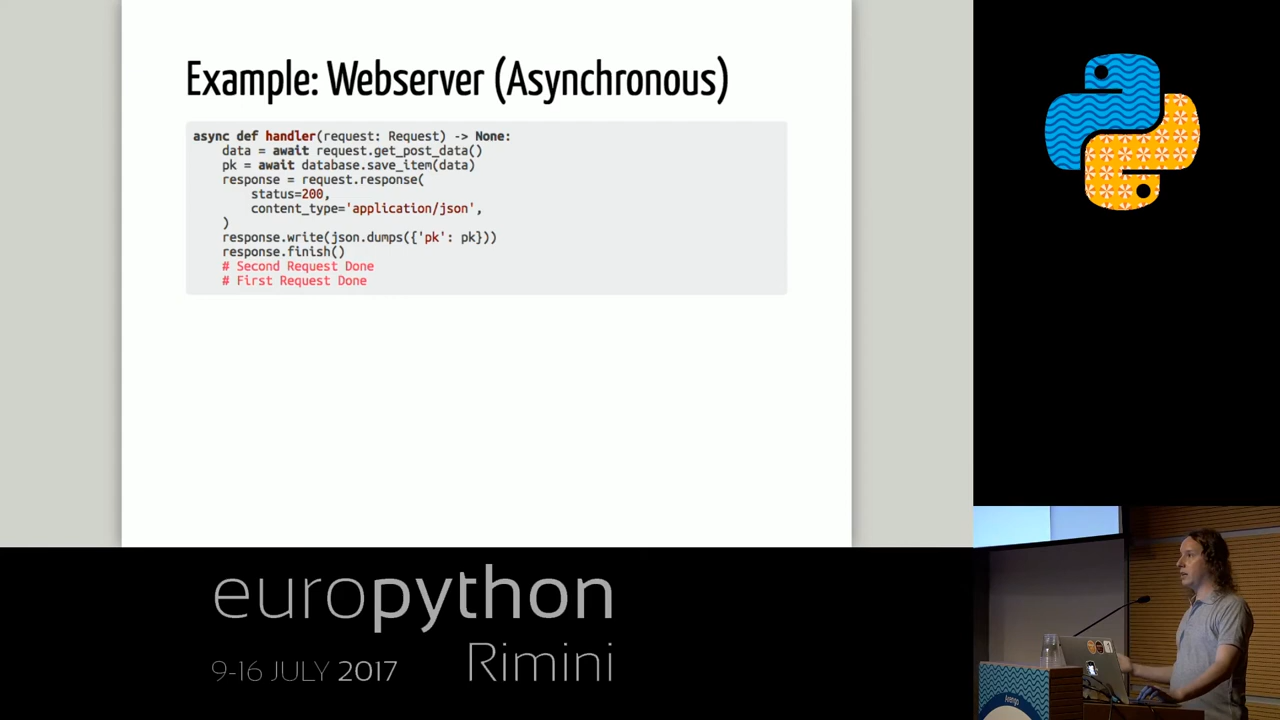 Example: Webserver (Asynchronous)
async def handler(request: Request) -> None:
    data = await request.get_post_data()
    pk = await database.save_item(data)
    response = request.response(
        status=200,
        content_type='application/json',
    )
    response.write(json.dumps({'pk': pk}))
    response.finish()
    # Second Request Done
    # First Request Done
europython
9-16 JULY 2017
Rimini